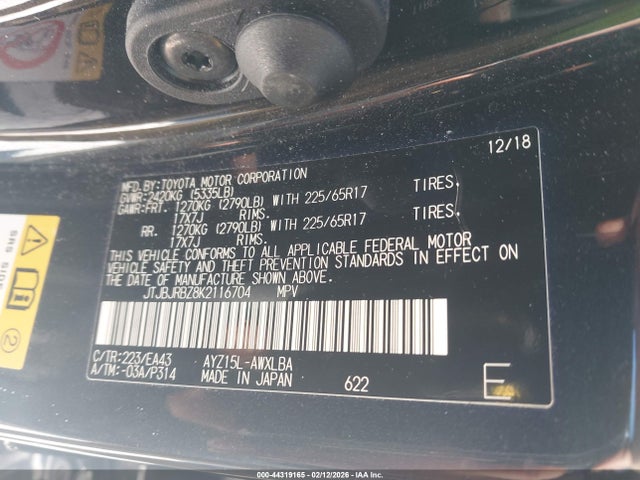 12/18
MFD.BY:TOYOTA MOTOR CORPORATION
GVWR:2420KG (5335LB)
GAWR:FRT. 1270KG (2790LB) WITH 225/65R17 TIRES,
17X7J RIMS.
RR. 1270KG (2790LB) WITH 225/65R17 TIRES,
17X7J RIMS.
THIS VEHICLE CONFORMS TO ALL APPLICABLE FEDERAL MOTOR
VEHICLE SAFETY AND THEFT PREVENTION STANDARDS IN EFFECT ON
THE DATE OF MANUFACTURE SHOWN ABOVE.
JTJBJRBZ8K2116704 MPV
C/TR:223/EA43 AYZ15L-AWXLBA
A/TM:-03A/P314 MADE IN JAPAN 622 E
SRS SIDE
2
000-44319165 - 02/12/2026 - IAA Inc.